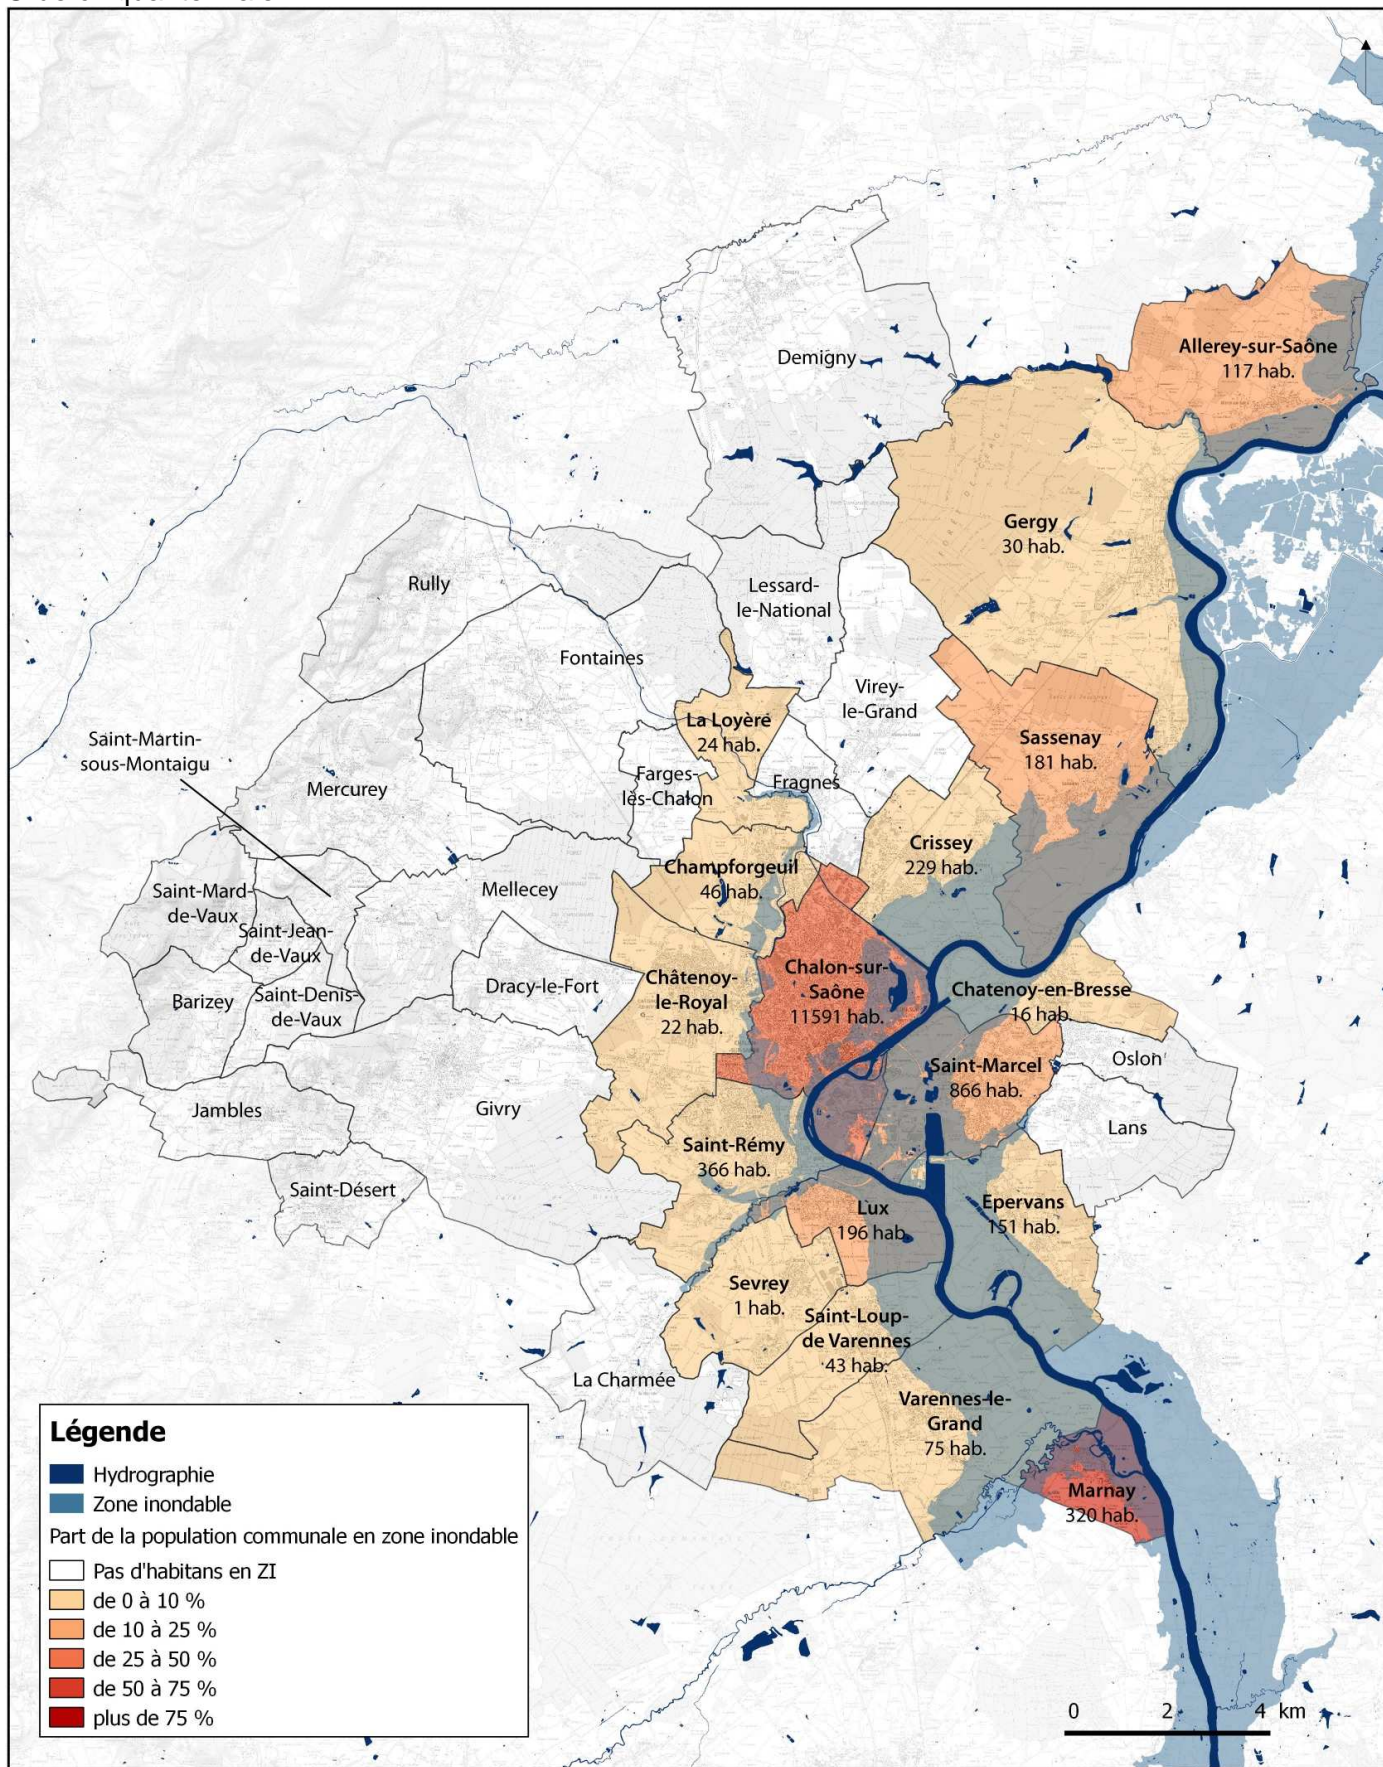 Demigny
Allerey-sur-Saône
117 hab.
Gergy
30 hab.
Rully
Lessard-
le-National
Fontaines
Virey-
le-Grand
La Loyère
24 hab.
Sassenay
181 hab.
Saint-Martin-
sous-Montaigu
Mercurey
Farges-
lès-Chalon
Fragnes
Crissey
229 hab.
Champforgeuil
46 hab.
Mellecey
Saint-Mard-
de-Vaux
Saint-Jean-
de-Vaux
Barizey
Saint-Denis-
de-Vaux
Dracy-le-Fort
Châtenoy-
le-Royal
22 hab.
Chalon-sur-
Saône
11591 hab.
Chatenoy-en-Bresse
16 hab.
Oslon
Saint-Marcel
866 hab.
Lans
Jambles
Givry
Saint-Rémy
366 hab.
Saint-Désert
Lux
196 hab.
Epervans
151 hab.
Sevrey
1 hab.
Saint-Loup-
de Varennes
43 hab.
La Charmée
Varennes-le-
Grand
75 hab.
Marnay
320 hab.
Légende
Hydrographie
Zone inondable
Part de la population communale en zone inondable
Pas d'habitans en ZI
de 0 à 10 %
de 10 à 25 %
de 25 à 50 %
de 50 à 75 %
plus de 75 %
0 2 4 km